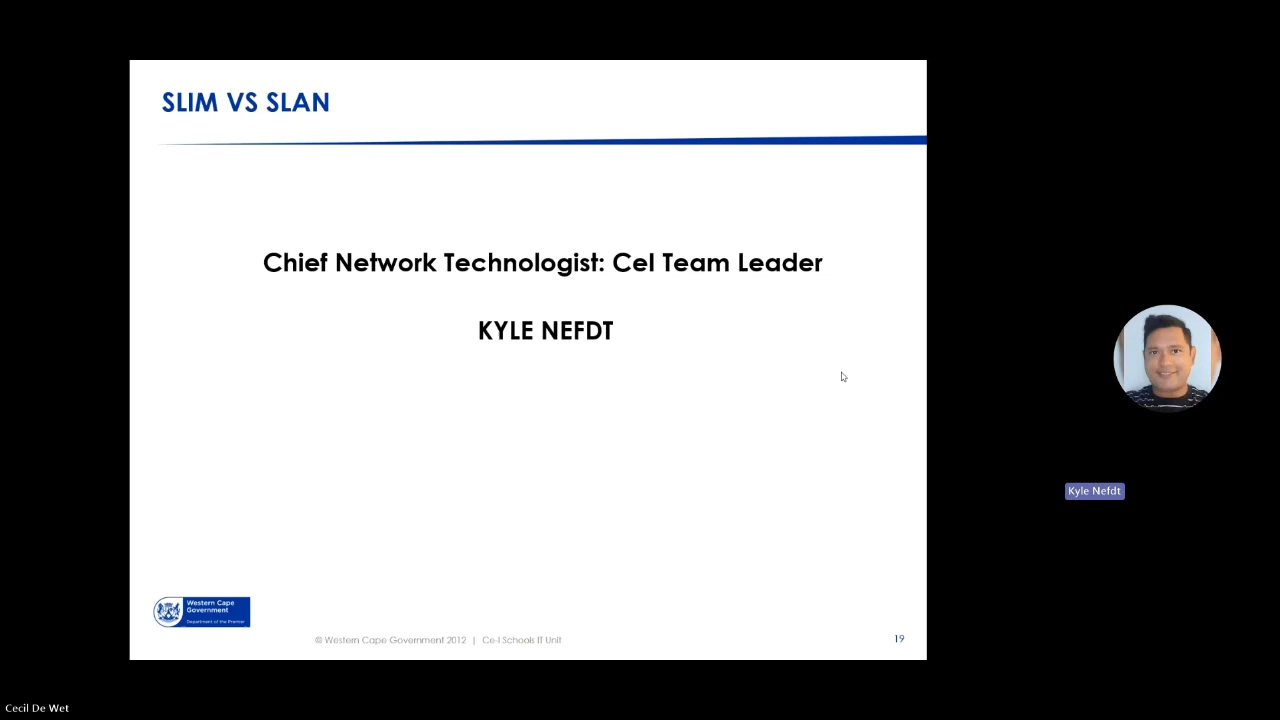 SLIM VS SLAN
Chief Network Technologist: CeI Team Leader
KYLE NEFDT
Kyle Nefdt
Western Cape
Government
Department of the Premier
© Western Cape Government 2012 | Ce-I Schools IT Unit
19
Cecil De Wet